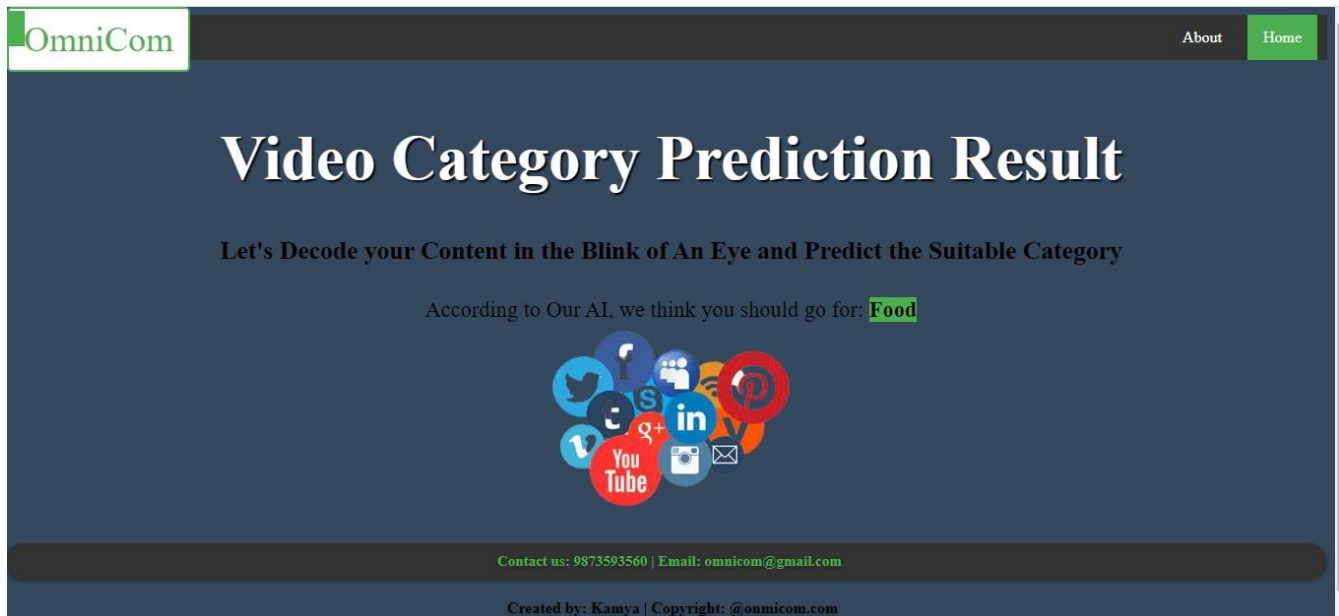 OmniCom
About Home
Video Category Prediction Result
Let's Decode your Content in the Blink of An Eye and Predict the Suitable Category
According to Our AI, we think you should go for: Food
f
t
S
in
g+
You
Tube
Contact us: 9873593560 | Email: omnicom@gmail.com
Created by: Kamya | Copyright: @onmicom.com